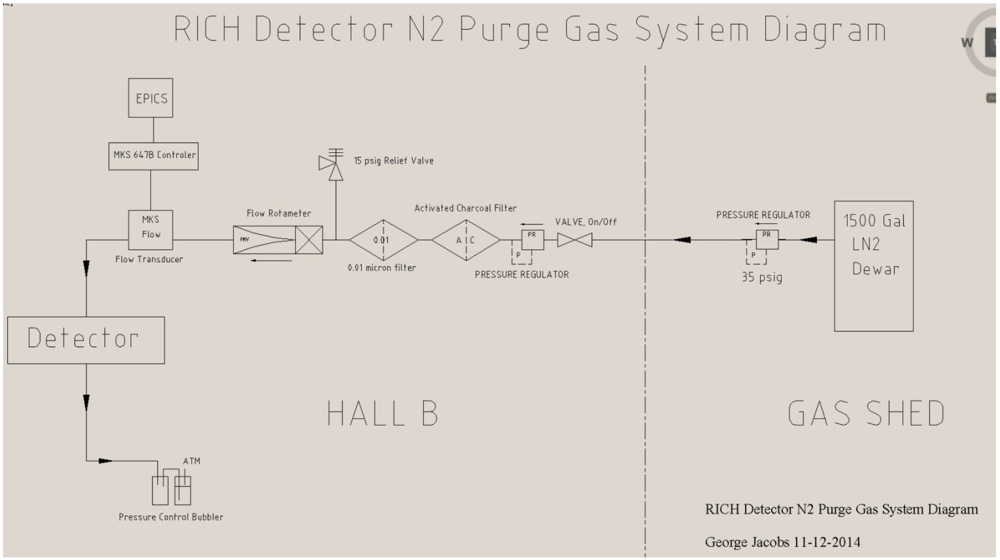 RICH Detector N2 Purge Gas System Diagram
W
EPICS
MKS 647B Controler
15 psig Relief Valve
MKS
Flow
Flow Transducer
Flow Rotameter
FMV
0.01
0.01 micron filter
Activated Charcoal Filter
A C
PR
P
PRESSURE REGULATOR
VALVE, On/Off
PRESSURE REGULATOR
PR
P
35 psig
1500 Gal
LN2
Dewar
Detector
HALL B
GAS SHED
ATM
Pressure Control Bubbler
RICH Detector N2 Purge Gas System Diagram
George Jacobs 11-12-2014